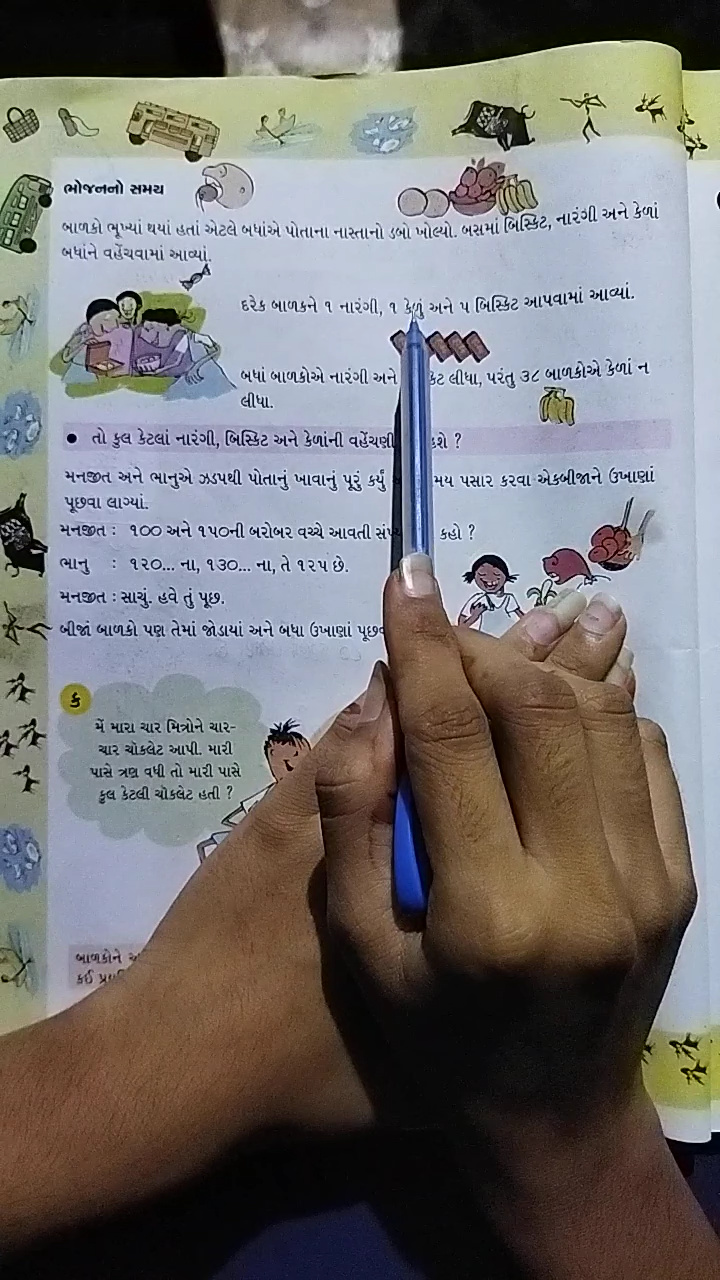 ભોજનનો સમય
બાળકો ભૂખ્યાં થયાં હતાં એટલે બધાંએ પોતાના નાસ્તાનો ડબો ખોલ્યો. બસમાં બિસ્કિટ, નારંગી અને કેળાં
બધાંને વહેંચવામાં આવ્યાં.
દરેક બાળકને ૧ નારંગી, ૧ કેળું અને ૫ બિસ્કિટ આપવામાં આવ્યાં.
બધાં બાળકોએ નારંગી અને લીધા, પરંતુ ૩૮ બાળકોએ કેળાં ન
લીધા.
• તો કુલ કેટલાં નારંગી, બિસ્કિટ અને કેળાંની વહેંચણી ?
મનજીત અને ભાનુએ ઝડપથી પોતાનું ખાવાનું પૂરું કર્યું પસાર કરવા એકબીજાને ઉખાણાં
પૂછવા લાગ્યાં.
મનજીત : ૧૦૦ અને ૧૫૦ની બરોબર વચ્ચે આવતી કહો ?
ભાનુ : ૧૨૦... ના, ૧૩૦... ના, તે ૧૨૫ છે.
મનજીત : સાચું. હવે તું પૂછ.
બીજાં બાળકો પણ તેમાં જોડાયાં અને બધા ઉખાણાં
ક
મેં મારા ચાર મિત્રોને ચાર-
ચાર ચોકલેટ આપી. મારી
પાસે ત્રણ વધી તો મારી પાસે
કુલ કેટલી ચોકલેટ હતી ?
બાળકોને
કઈ